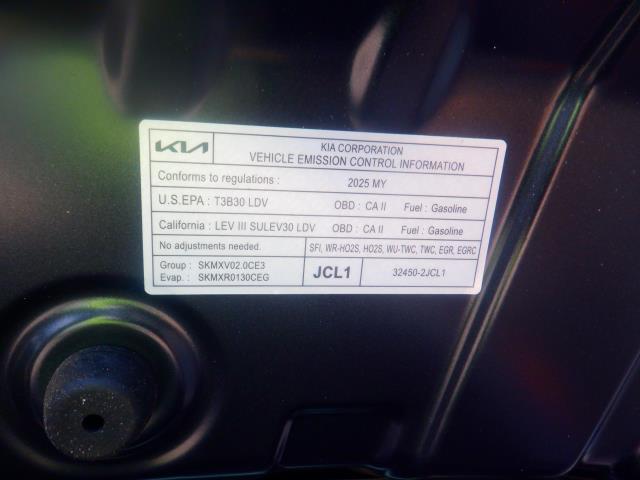 KIA
KIA CORPORATION
VEHICLE EMISSION CONTROL INFORMATION
Conforms to regulations : 2025 MY
U.S.EPA : T3B30 LDV OBD : CA II Fuel : Gasoline
California : LEV III SULEV30 LDV OBD : CA II Fuel : Gasoline
No adjustments needed. SFI, WR-HO2S, HO2S, WU-TWC, TWC, EGR, EGRC
Group : SKMXV02.0CE3
Evap. : SKMXR0130CEG
JCL1 32450-2JCL1